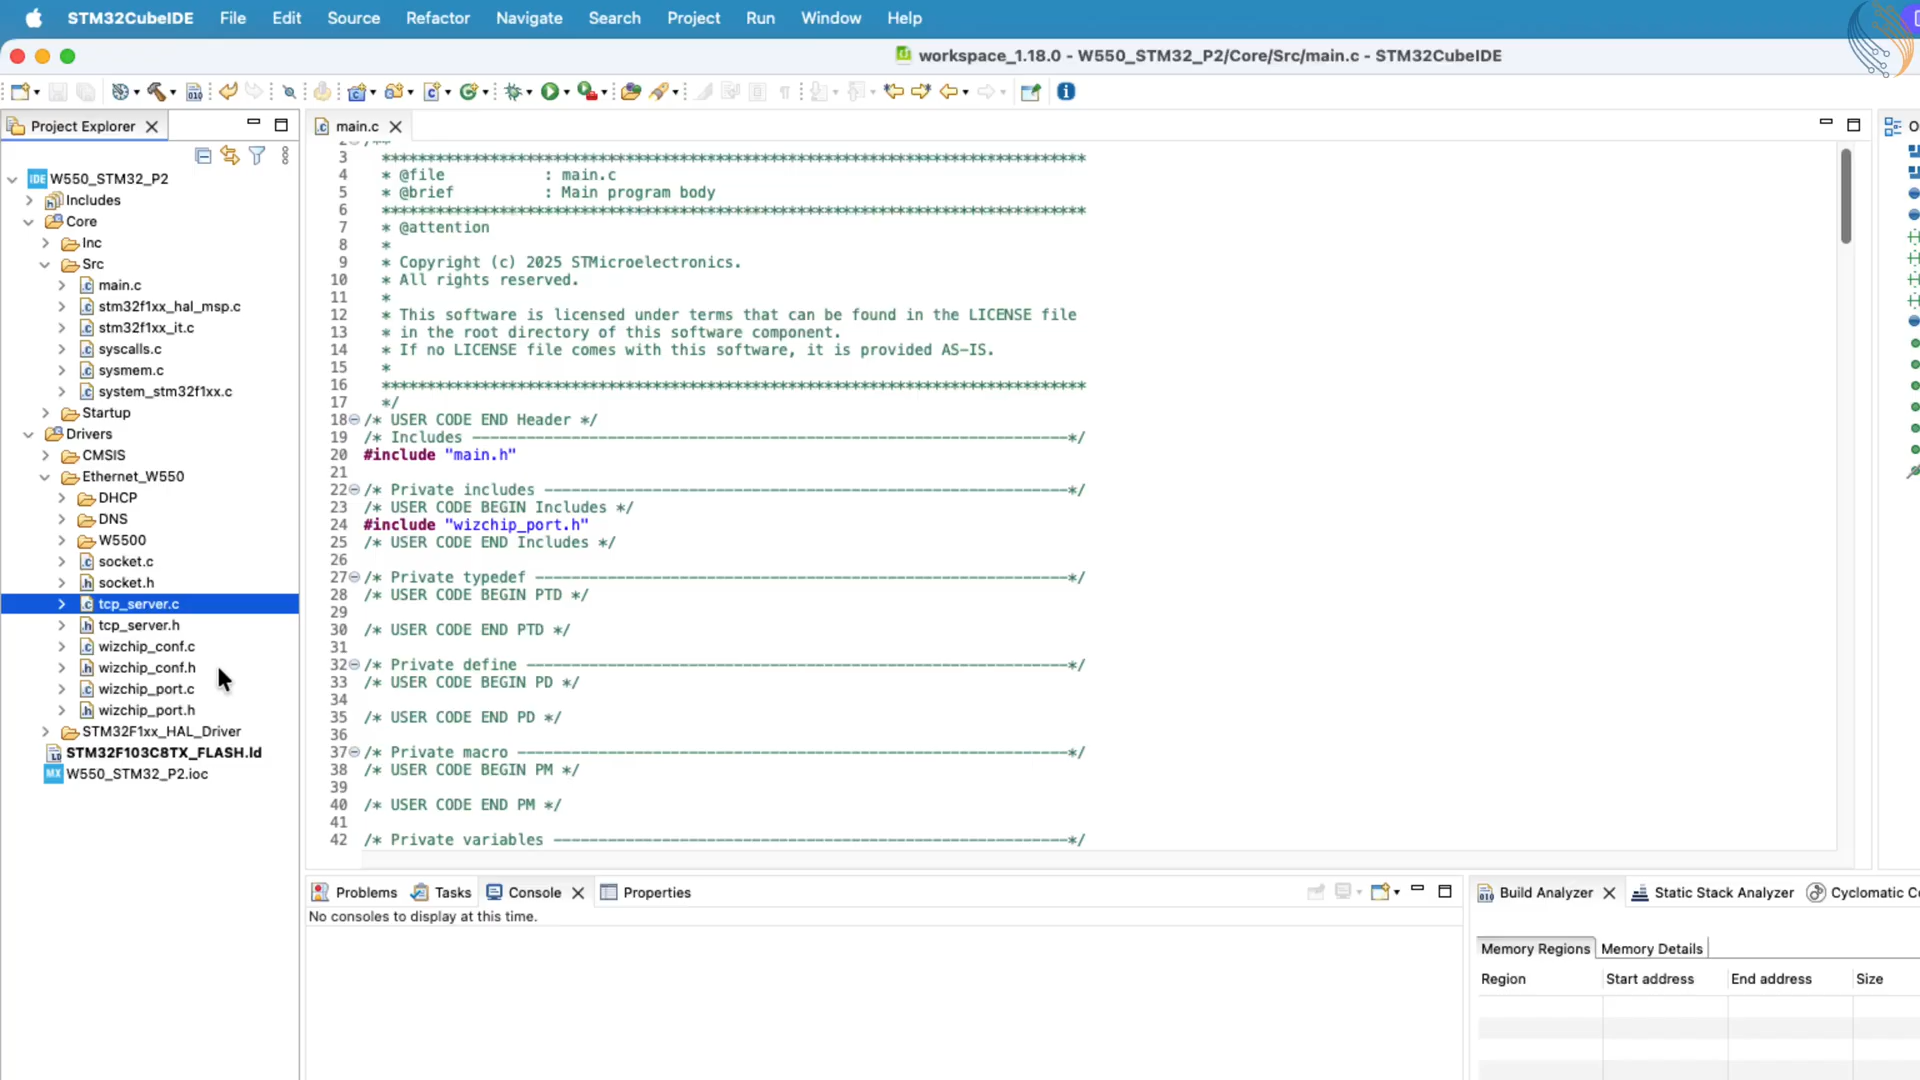 STM32CubeIDE File Edit Source Refactor Navigate Search Project Run Window Help
workspace_1.18.0 - W550_STM32_P2/Core/Src/main.c - STM32CubeIDE
Project Explorer
IDE W550_STM32_P2
Includes
Core
Inc
Src
main.c
stm32f1xx_hal_msp.c
stm32f1xx_it.c
syscalls.c
sysmem.c
system_stm32f1xx.c
Startup
Drivers
CMSIS
Ethernet_W550
DHCP
DNS
W5500
socket.c
socket.h
tcp_server.c
tcp_server.h
wizchip_conf.c
wizchip_conf.h
wizchip_port.c
wizchip_port.h
STM32F1xx_HAL_Driver
STM32F103C8TX_FLASH.ld
MX W550_STM32_P2.ioc
main.c
2 /**
3 ******************************************************************************
4 * @file : main.c
5 * @brief : Main program body
6 ******************************************************************************
7 * @attention
8 *
9 * Copyright (c) 2025 STMicroelectronics.
10 * All rights reserved.
11 *
12 * This software is licensed under terms that can be found in the LICENSE file
13 * in the root directory of this software component.
14 * If no LICENSE file comes with this software, it is provided AS-IS.
15 *
16 ******************************************************************************
17 */
18 /* USER CODE END Header */
19 /* Includes ------------------------------------------------------------------*/
20 #include "main.h"
21
22 /* Private includes ----------------------------------------------------------*/
23 /* USER CODE BEGIN Includes */
24 #include "wizchip_port.h"
25 /* USER CODE END Includes */
26
27 /* Private typedef -----------------------------------------------------------*/
28 /* USER CODE BEGIN PTD */
29
30 /* USER CODE END PTD */
31
32 /* Private define ------------------------------------------------------------*/
33 /* USER CODE BEGIN PD */
34
35 /* USER CODE END PD */
36
37 /* Private macro -------------------------------------------------------------*/
38 /* USER CODE BEGIN PM */
39
40 /* USER CODE END PM */
41
42 /* Private variables ---------------------------------------------------------*/
Problems Tasks Console Properties
No consoles to display at this time.
Build Analyzer Static Stack Analyzer Cyclomatic Co
Memory Regions Memory Details
Region Start address End address Size